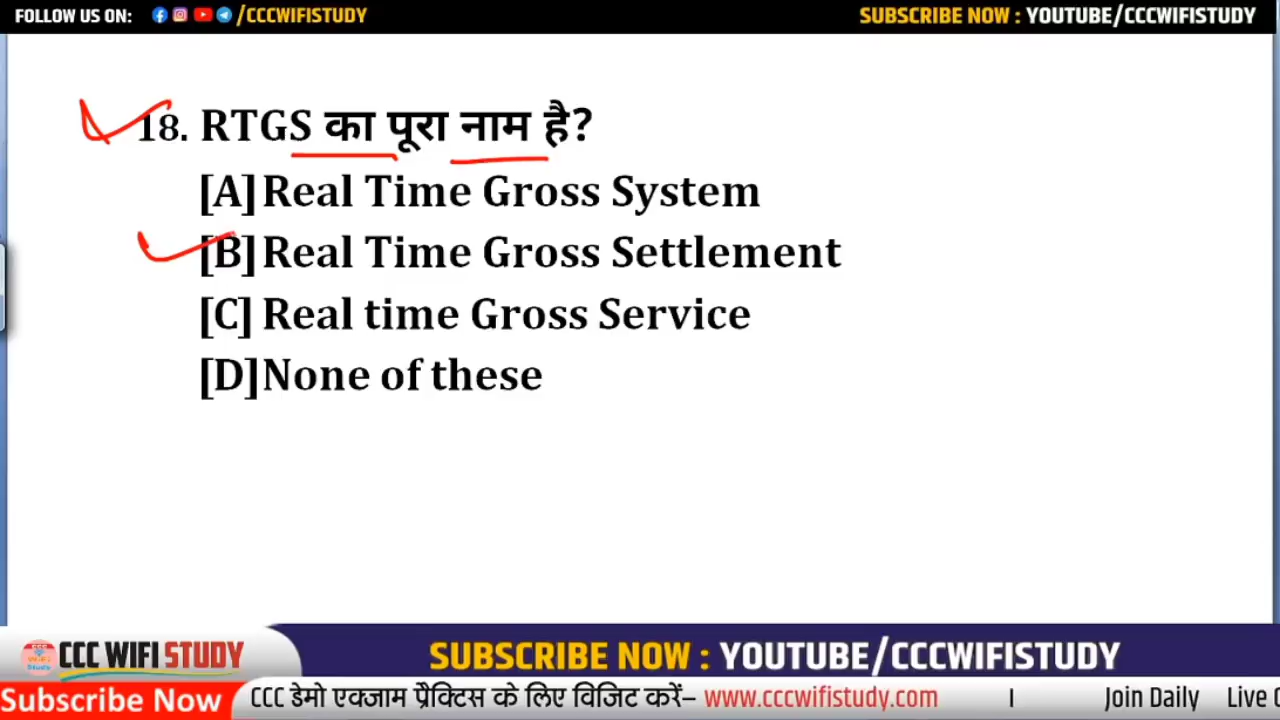 FOLLOW US ON: /CCCWIFISTUDY
SUBSCRIBE NOW : YOUTUBE/CCCWIFISTUDY
18. RTGS का पूरा नाम है?
[A] Real Time Gross System
[B] Real Time Gross Settlement
[C] Real time Gross Service
[D] None of these
CCC WIFI STUDY
SUBSCRIBE NOW : YOUTUBE/CCCWIFISTUDY
Subscribe Now
CCC डेमो एक्जाम प्रैक्टिस के लिए विजिट करें– www.cccwifistudy.com I Join Daily Live